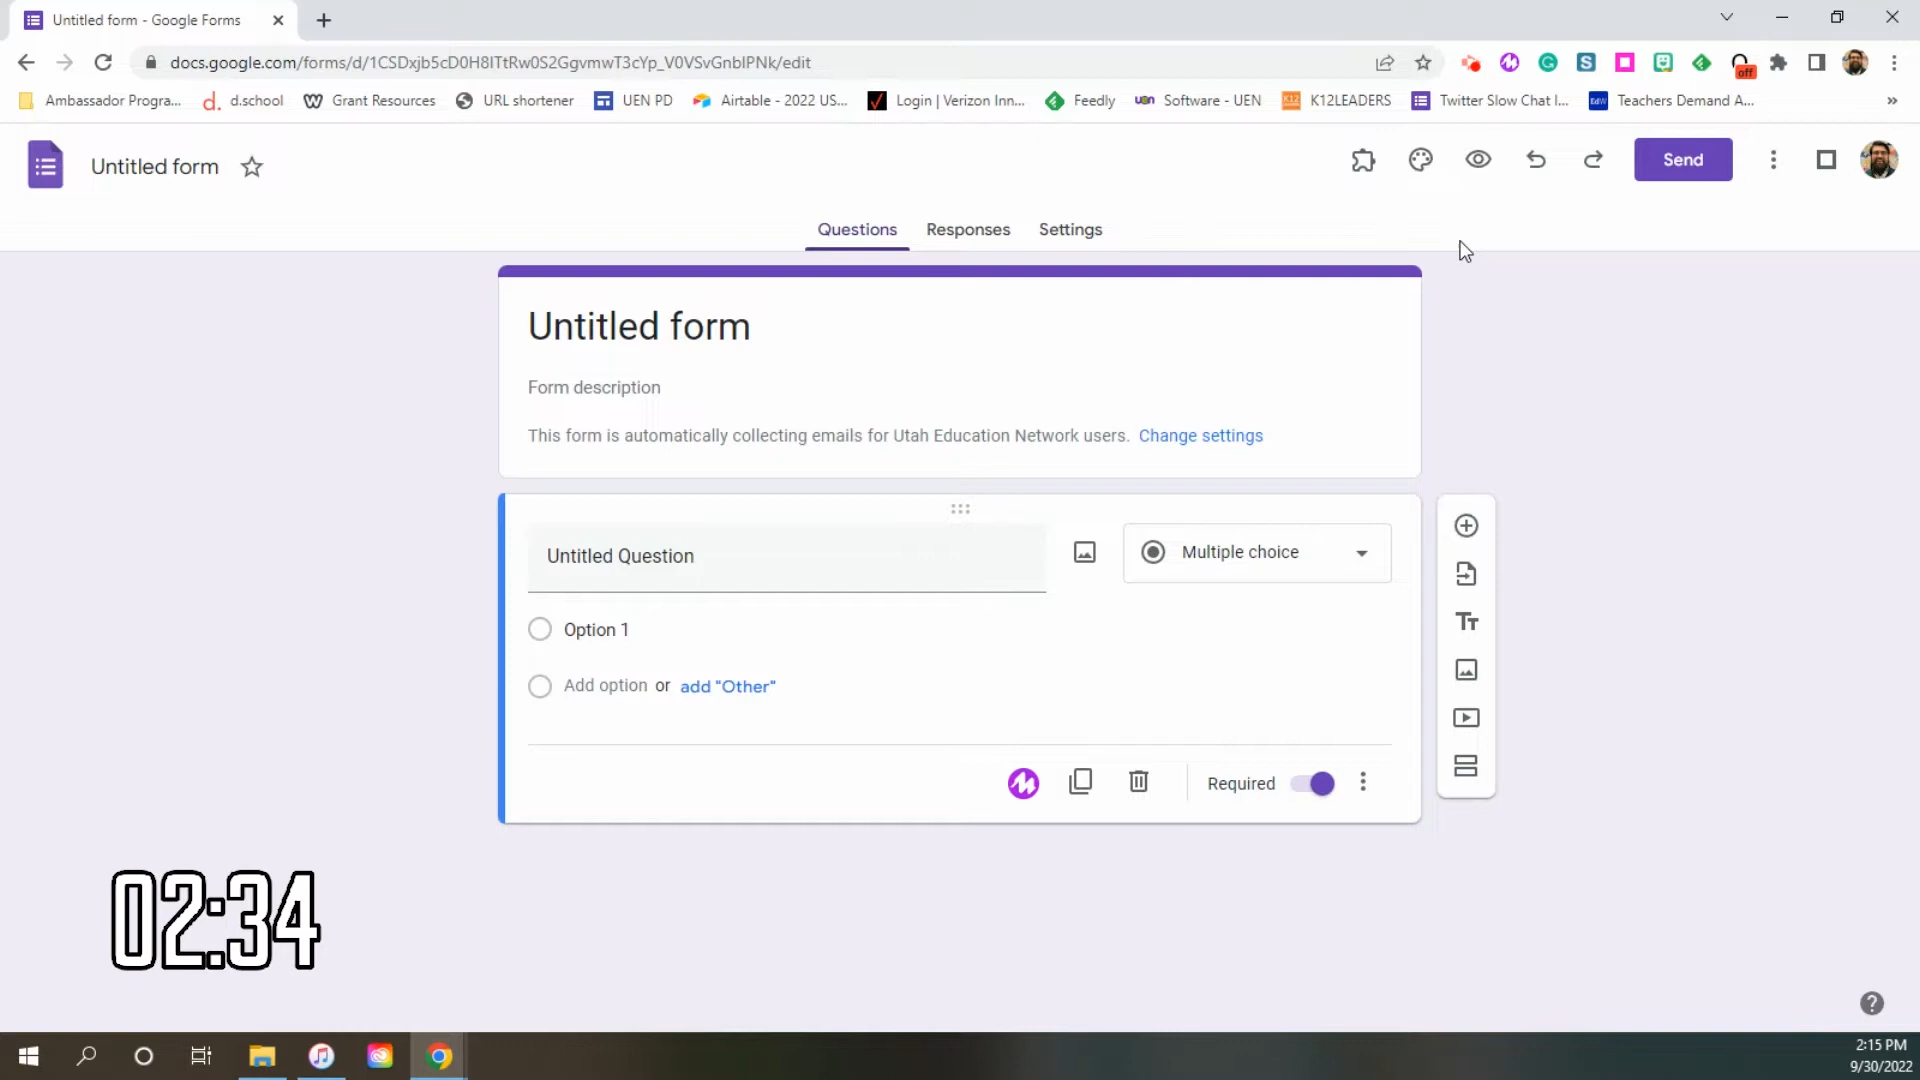 Untitled form - Google Forms
docs.google.com/forms/d/1CSDxjb5cD0H8ITtRw0S2GgvmwT3cYp_V0VSvGnbIPNk/edit
off
Ambassador Progra... d. d.school Grant Resources URL shortener UEN PD Airtable - 2022 US... Login | Verizon Inn... Feedly uen Software - UEN K12 K12LEADERS Twitter Slow Chat I... EdW Teachers Demand A... »
Untitled form
Send
Questions Responses Settings
Untitled form
Form description
This form is automatically collecting emails for Utah Education Network users. Change settings
Untitled Question
Multiple choice
Option 1
Add option or add "Other"
Required
02:34
2:15 PM
9/30/2022